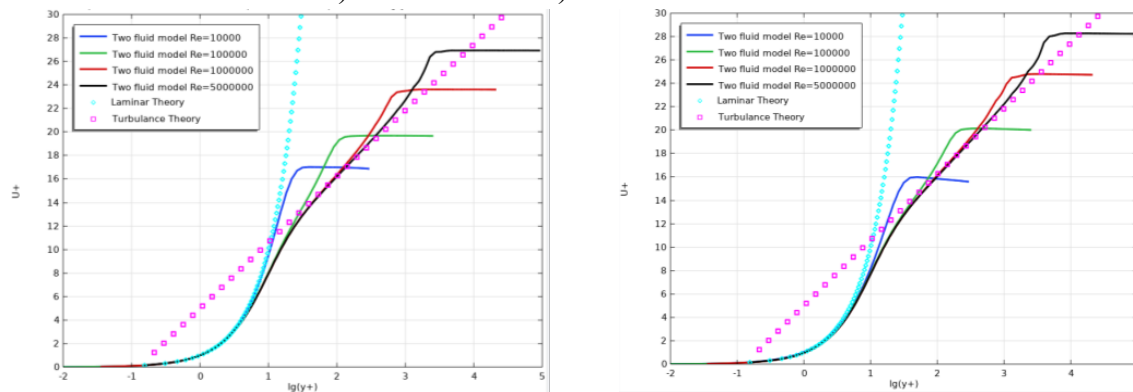 30
28
26
24
22
20
18
16
14
12
10
8
6
4
2
0
U+
Two fluid model Re=10000
Two fluid model Re=100000
Two fluid model Re=1000000
Two fluid model Re=5000000
Laminar Theory
Turbulance Theory
-2 -1 0 1 2 3 4 5
lg(y+)
30
28
26
24
22
20
18
16
14
12
10
8
6
4
2
0
U+
Two fluid model Re=10000
Two fluid model Re=100000
Two fluid model Re=1000000
Two fluid model Re=5000000
Laminar Theory
Turbulance Theory
-2 -1 0 1 2 3 4
lg(y+)